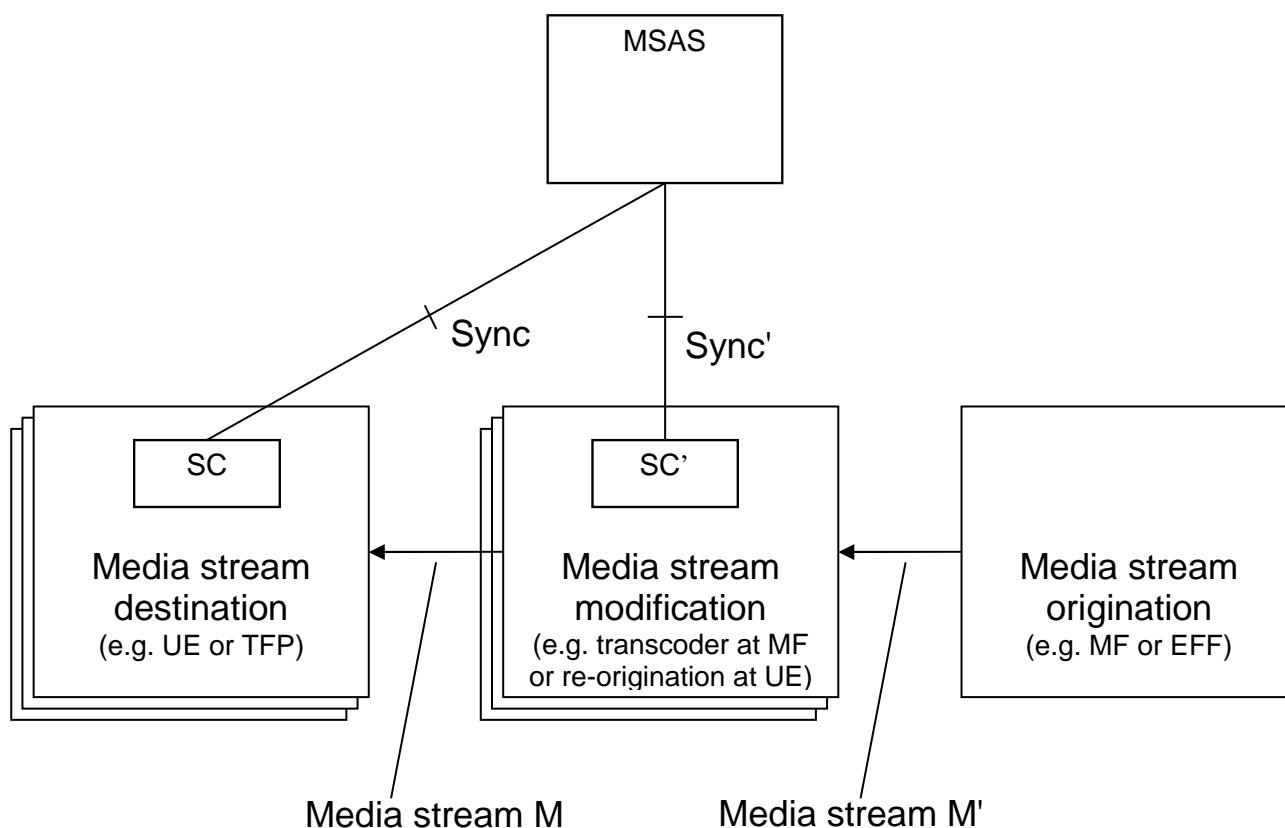 MSAS
Sync
Sync'
SC
SC’
Media stream
destination
(e.g. UE or TFP)
Media stream
modification
(e.g. transcoder at MF
or re-origination at UE)
Media stream
origination
(e.g. MF or EFF)
Media stream M
Media stream M'